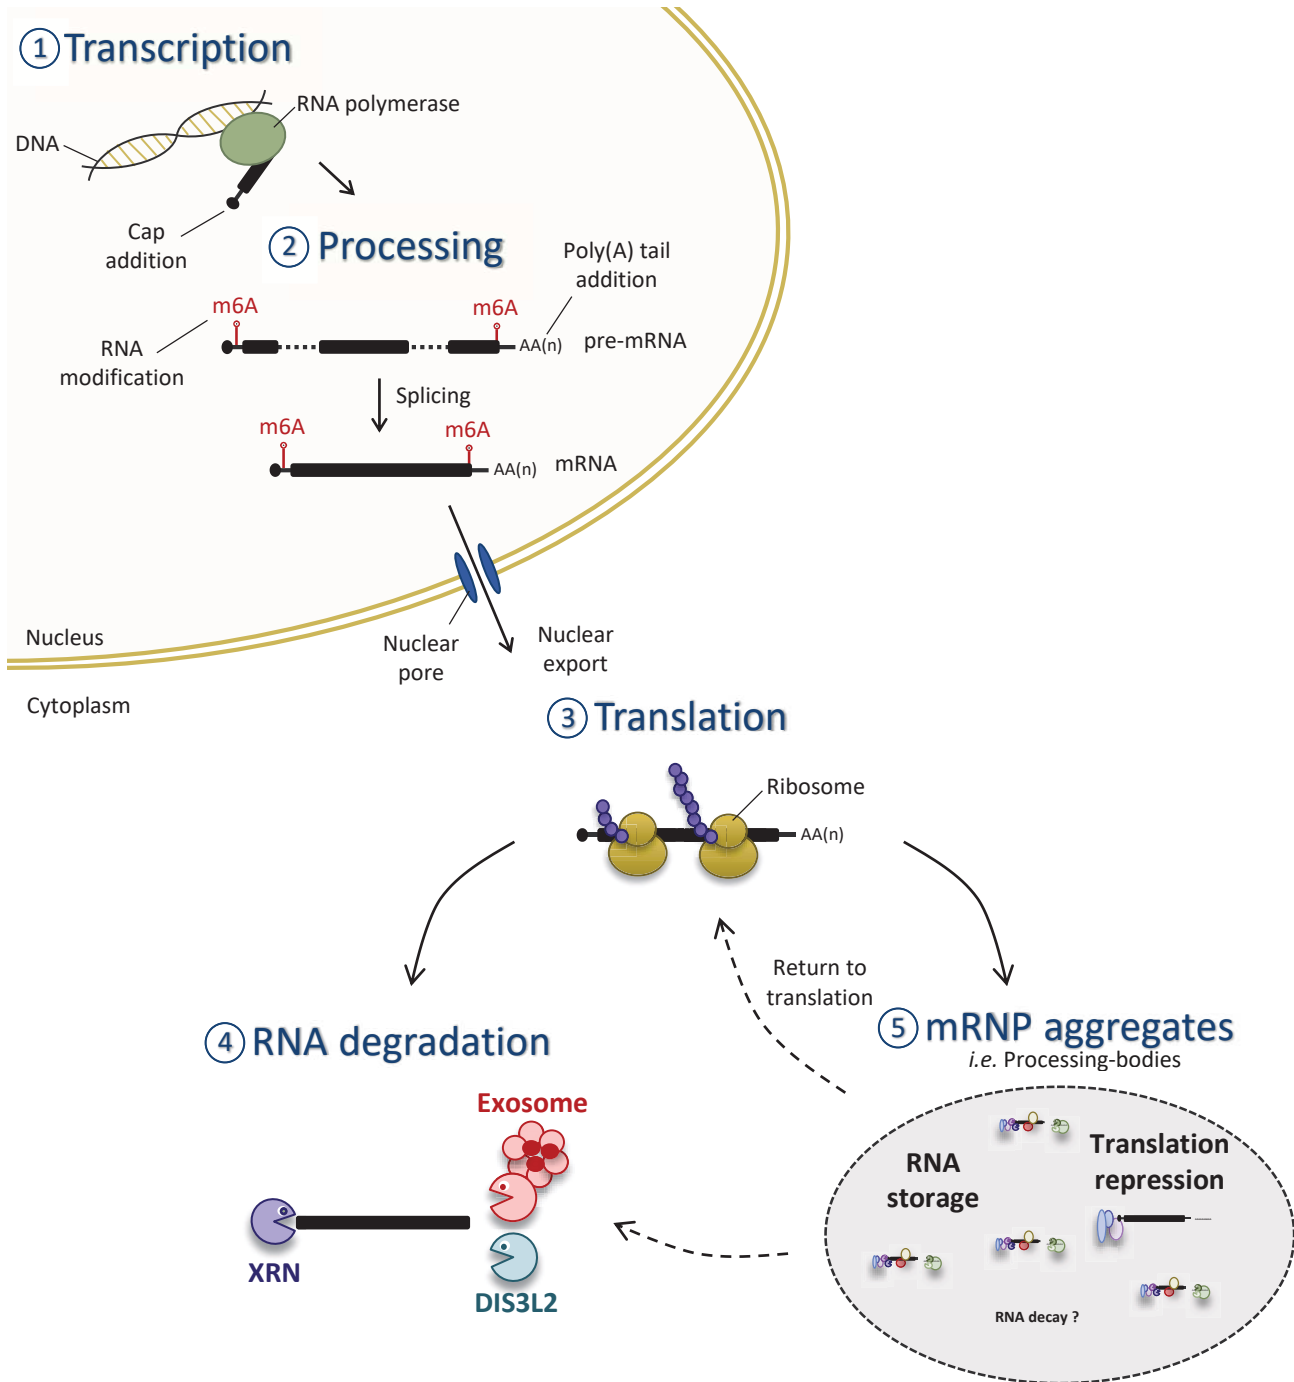 1 Transcription
RNA polymerase
DNA
Cap
addition
2 Processing
Poly(A) tail
addition
m6A
m6A
RNA
modification
AA(n)
pre-mRNA
Splicing
m6A
m6A
AA(n)
mRNA
Nucleus
Nuclear
pore
Nuclear
export
Cytoplasm
3 Translation
Ribosome
AA(n)
Return to
translation
4 RNA degradation
5 mRNP aggregates
i.e. Processing-bodies
Exosome
XRN
DIS3L2
RNA
storage
Translation
repression
RNA decay ?